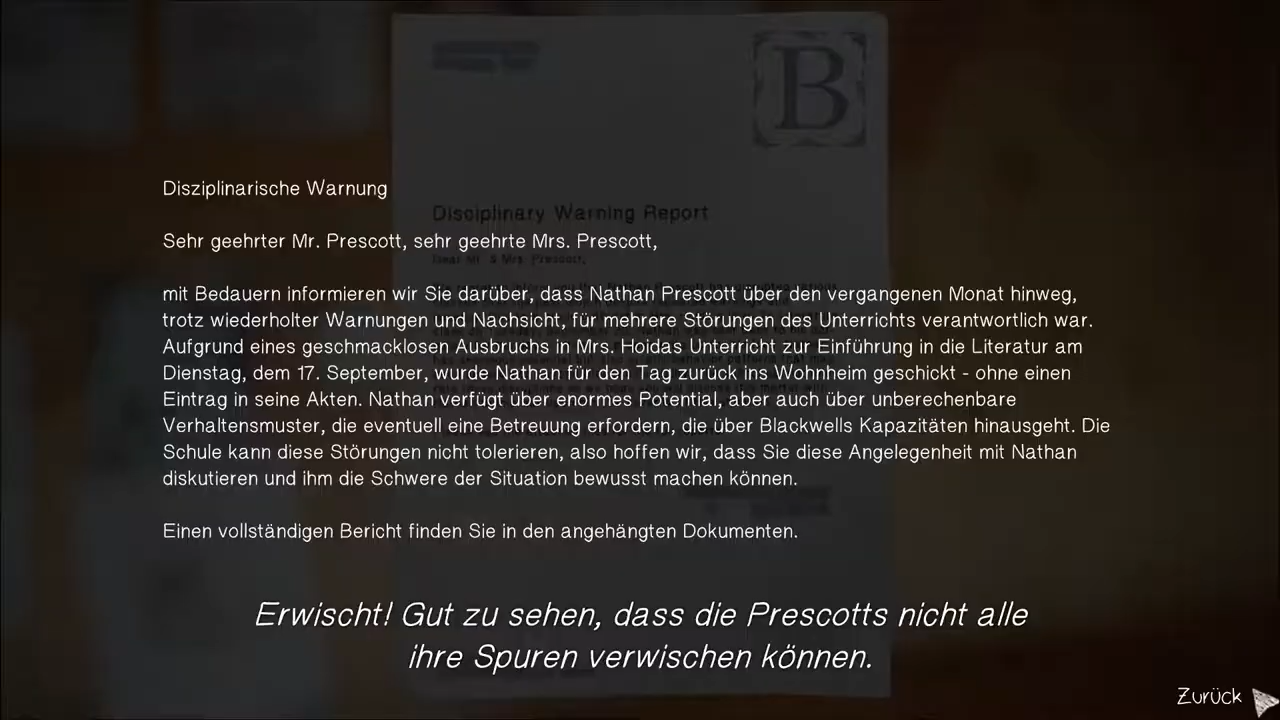 B
Disziplinarische Warnung
Disciplinary Warning Report
Sehr geehrter Mr. Prescott, sehr geehrte Mrs. Prescott,
Dear Mr. & Mrs. Prescott,
mit Bedauern informieren wir Sie darüber, dass Nathan Prescott über den vergangenen Monat hinweg,
trotz wiederholter Warnungen und Nachsicht, für mehrere Störungen des Unterrichts verantwortlich war.
Aufgrund eines geschmacklosen Ausbruchs in Mrs. Hoidas Unterricht zur Einführung in die Literatur am
Dienstag, dem 17. September, wurde Nathan für den Tag zurück ins Wohnheim geschickt - ohne einen
Eintrag in seine Akten. Nathan verfügt über enormes Potential, aber auch über unberechenbare
Verhaltensmuster, die eventuell eine Betreuung erfordern, die über Blackwells Kapazitäten hinausgeht. Die
Schule kann diese Störungen nicht tolerieren, also hoffen wir, dass Sie diese Angelegenheit mit Nathan
diskutieren und ihm die Schwere der Situation bewusst machen können.
Einen vollständigen Bericht finden Sie in den angehängten Dokumenten.
Erwischt! Gut zu sehen, dass die Prescotts nicht alle
ihre Spuren verwischen können.
Zurück